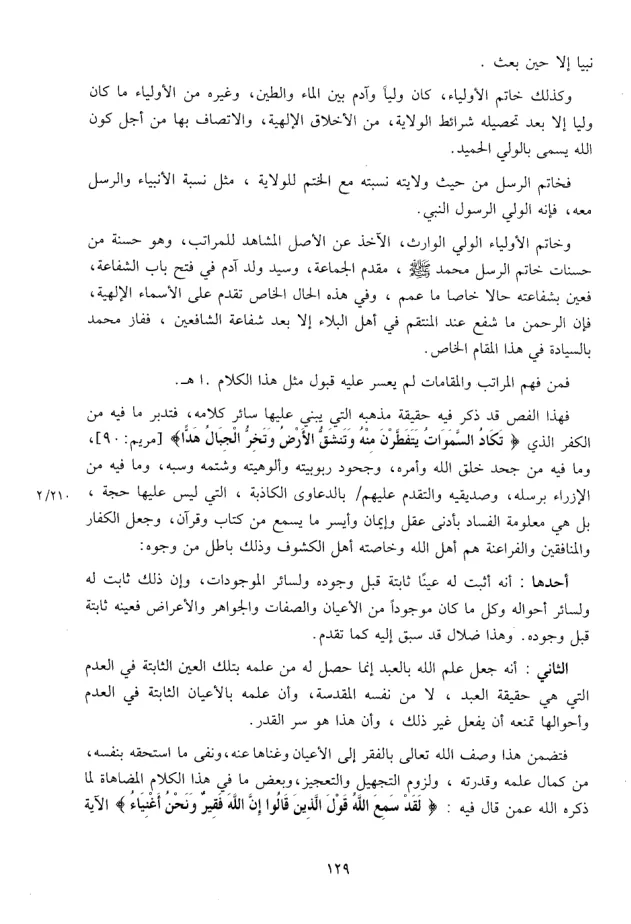 نبيا إلا حين بعث .
وكذلك خاتم الأولياء، كان ولياً وآدم بين الماء والطين، وغيره من الأولياء ما كان
وليا إلا بعد تحصيله شرائط الولاية، من الأخلاق الإلهية، والاتصاف بها من أجل كون
الله يسمى بالولي الحميد.
فخاتم الرسل من حيث ولايته نسبته مع الختم للولاية ، مثل نسبة الأنبياء والرسل
معه، فإنه الولي الرسول النبي.
وخاتم الأولياء الولي الوارث، الآخذ عن الأصل المشاهد للمراتب، وهو حسنة من
حسنات خاتم الرسل محمد ﷺ ، مقدم الجماعة، وسيد ولد آدم في فتح باب الشفاعة،
فعين بشفاعته حالا خاصا ما عمم ، وفي هذه الحال الخاص تقدم على الأسماء الإلهية،
فإن الرحمن ما شفع عند المنتقم في أهل البلاء إلا بعد شفاعة الشافعين ، ففاز محمد
بالسيادة في هذا المقام الخاص.
فمن فهم المراتب والمقامات لم يعسر عليه قبول مثل هذا الكلام .ا هـ.
فهذا الفص قد ذكر فيه حقيقة مذهبه التي يبني عليها سائر كلامه، فتدبر ما فيه من
الكفر الذي ﴿ تَكَادُ السَّمَوَاتُ يَتَفَطَّرْنَ مِنْهُ وَتَنشَقُّ الأَرْضُ وَتَخِرُّ الْجِبَالُ هَدًّا﴾ [مريم: ٩٠]،
وما فيه من جحد خلق الله وأمره، وجحود ربوبيته وألوهيته وشتمه وسبه، وما فيه من
الإزراء برسله، وصديقيه والتقدم عليهم/ بالدعاوى الكاذبة ، التي ليس عليها حجة ، ٢/٢١٠
بل هي معلومة الفساد بأدنى عقل وإيمان وأيسر ما يسمع من كتاب وقرآن، وجعل الكفار
والمنافقين والفراعنة هم أهل الله وخاصته أهل الكشوف وذلك باطل من وجوه:
أحدها : أنه أثبت له عينًا ثابتة قبل وجوده ولسائر الموجودات، وإن ذلك ثابت له
ولسائر أحواله وكل ما كان موجوداً من الأعيان والصفات والجواهر والأعراض فعينه ثابتة
قبل وجوده. وهذا ضلال قد سبق إليه كما تقدم.
الثاني : أنه جعل علم الله بالعبد إنما حصل له من علمه بتلك العين الثابتة في العدم
التي هي حقيقة العبد ، لا من نفسه المقدسة، وأن علمه بالأعيان الثابتة في العدم
وأحوالها تمنعه أن يفعل غير ذلك ، وأن هذا هو سر القدر.
فتضمن هذا وصف الله تعالى بالفقر إلى الأعيان وغناها عنه، ونفى ما استحقه بنفسه،
من كمال علمه وقدرته ، ولزوم التجهيل والتعجيز، وبعض ما في هذا الكلام المضاهاة لما
ذكره الله عمن قال فيه : ﴿ لَقَدْ سَمِعَ اللَّهُ قَوْلَ الَّذِينَ قَالُوا إِنَّ اللَّهَ فَقِيرٌ وَنَحْنُ أَغْنِيَاءُ ﴾ الآية
١٢٩